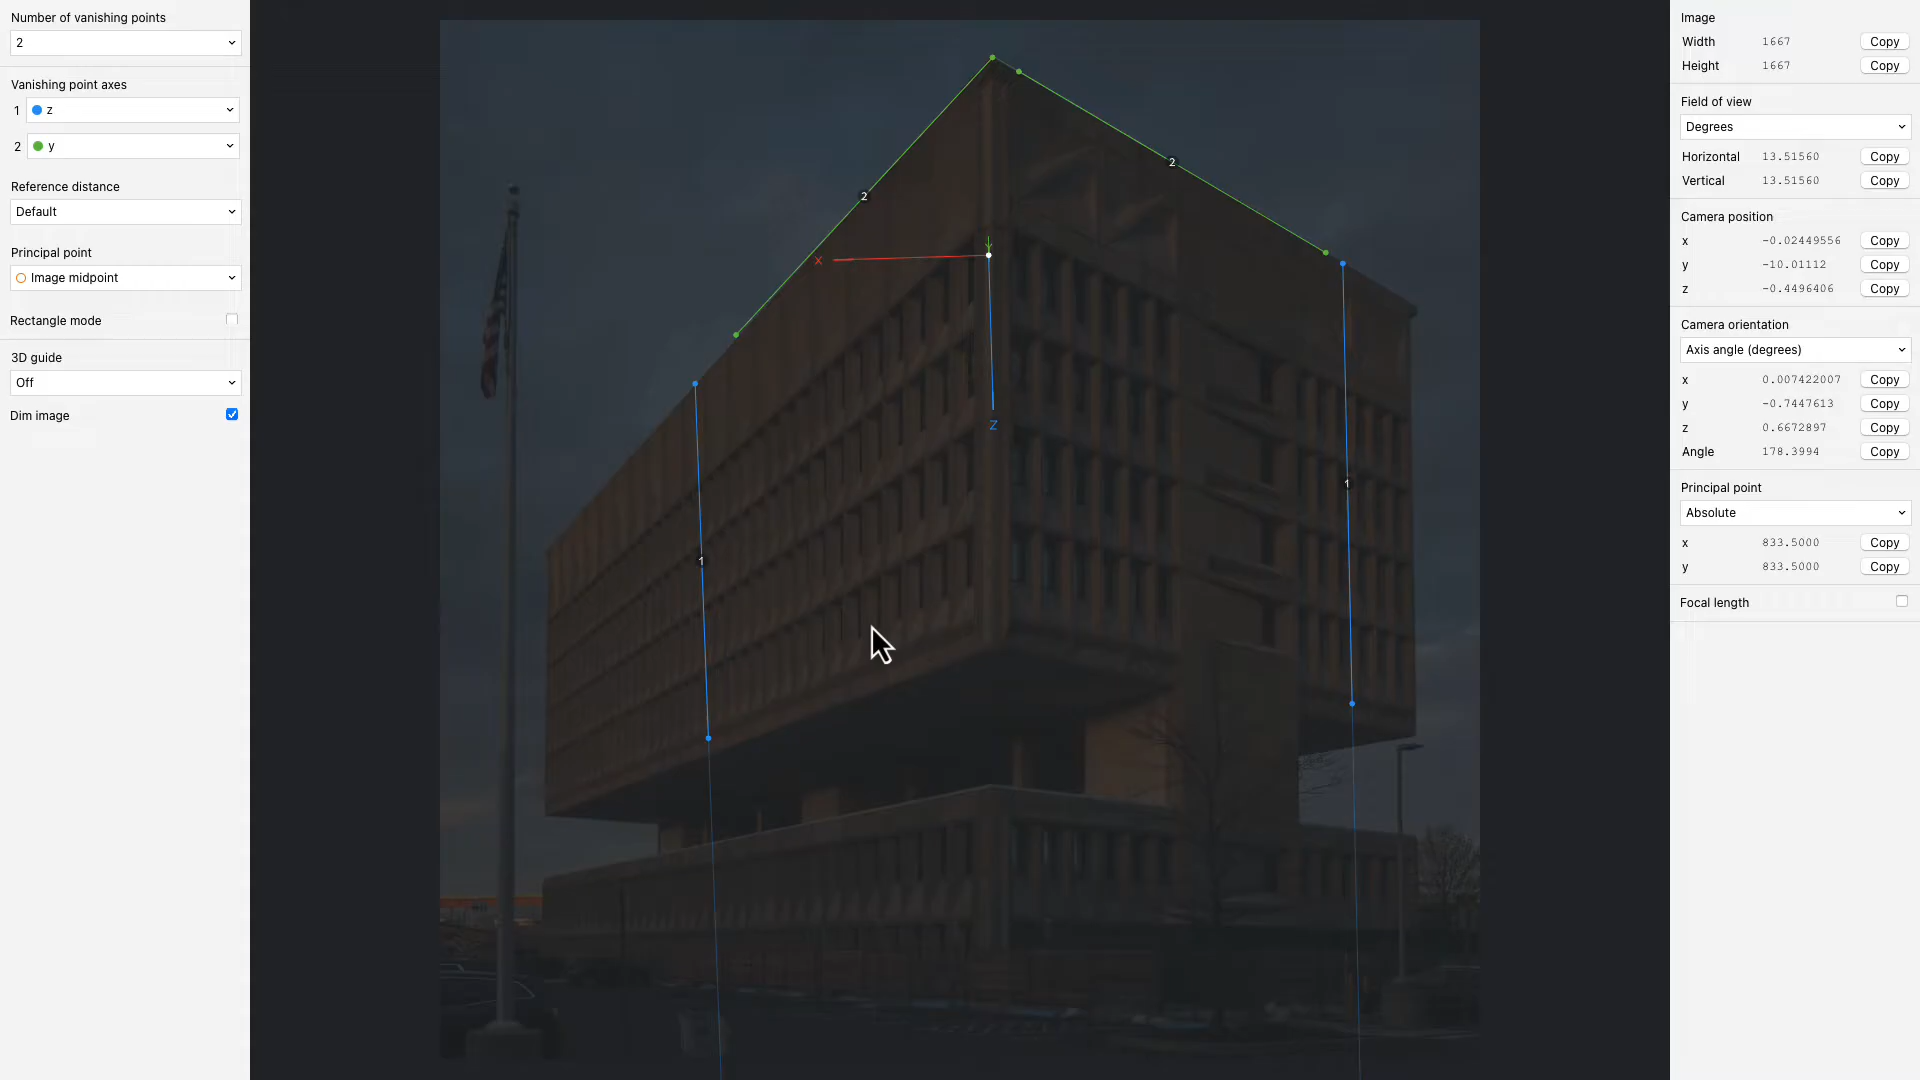 Number of vanishing points
2
Vanishing point axes
1 z
2 y
Reference distance
Default
Principal point
Image midpoint
Rectangle mode
3D guide
Off
Dim image
2
2
Y
X
Z
1
1
Image
Width 1667 Copy
Height 1667 Copy
Field of view
Degrees
Horizontal 13.51560 Copy
Vertical 13.51560 Copy
Camera position
x -0.02449556 Copy
y -10.01112 Copy
z -0.4496406 Copy
Camera orientation
Axis angle (degrees)
x 0.007422007 Copy
y -0.7447613 Copy
z 0.6672897 Copy
Angle 178.3994 Copy
Principal point
Absolute
x 833.5000 Copy
y 833.5000 Copy
Focal length